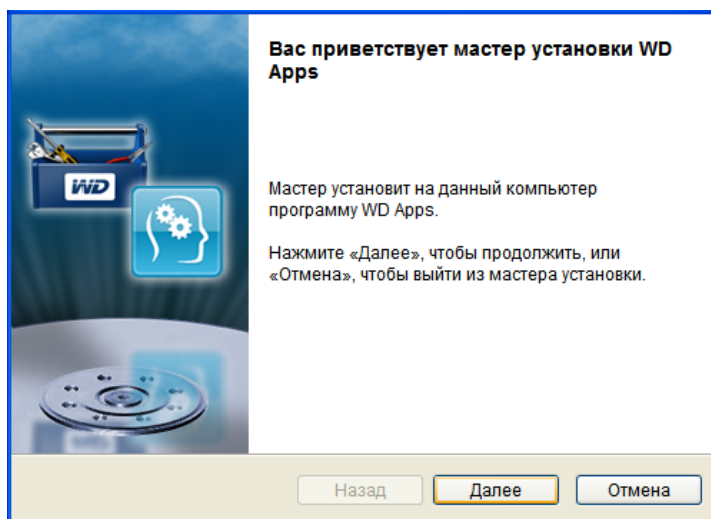 Вас приветствует мастер установки WD
Apps
WD
Мастер установит на данный компьютер
программу WD Apps.
Нажмите «Далее», чтобы продолжить, или
«Отмена», чтобы выйти из мастера установки.
Назад
Далее
Отмена